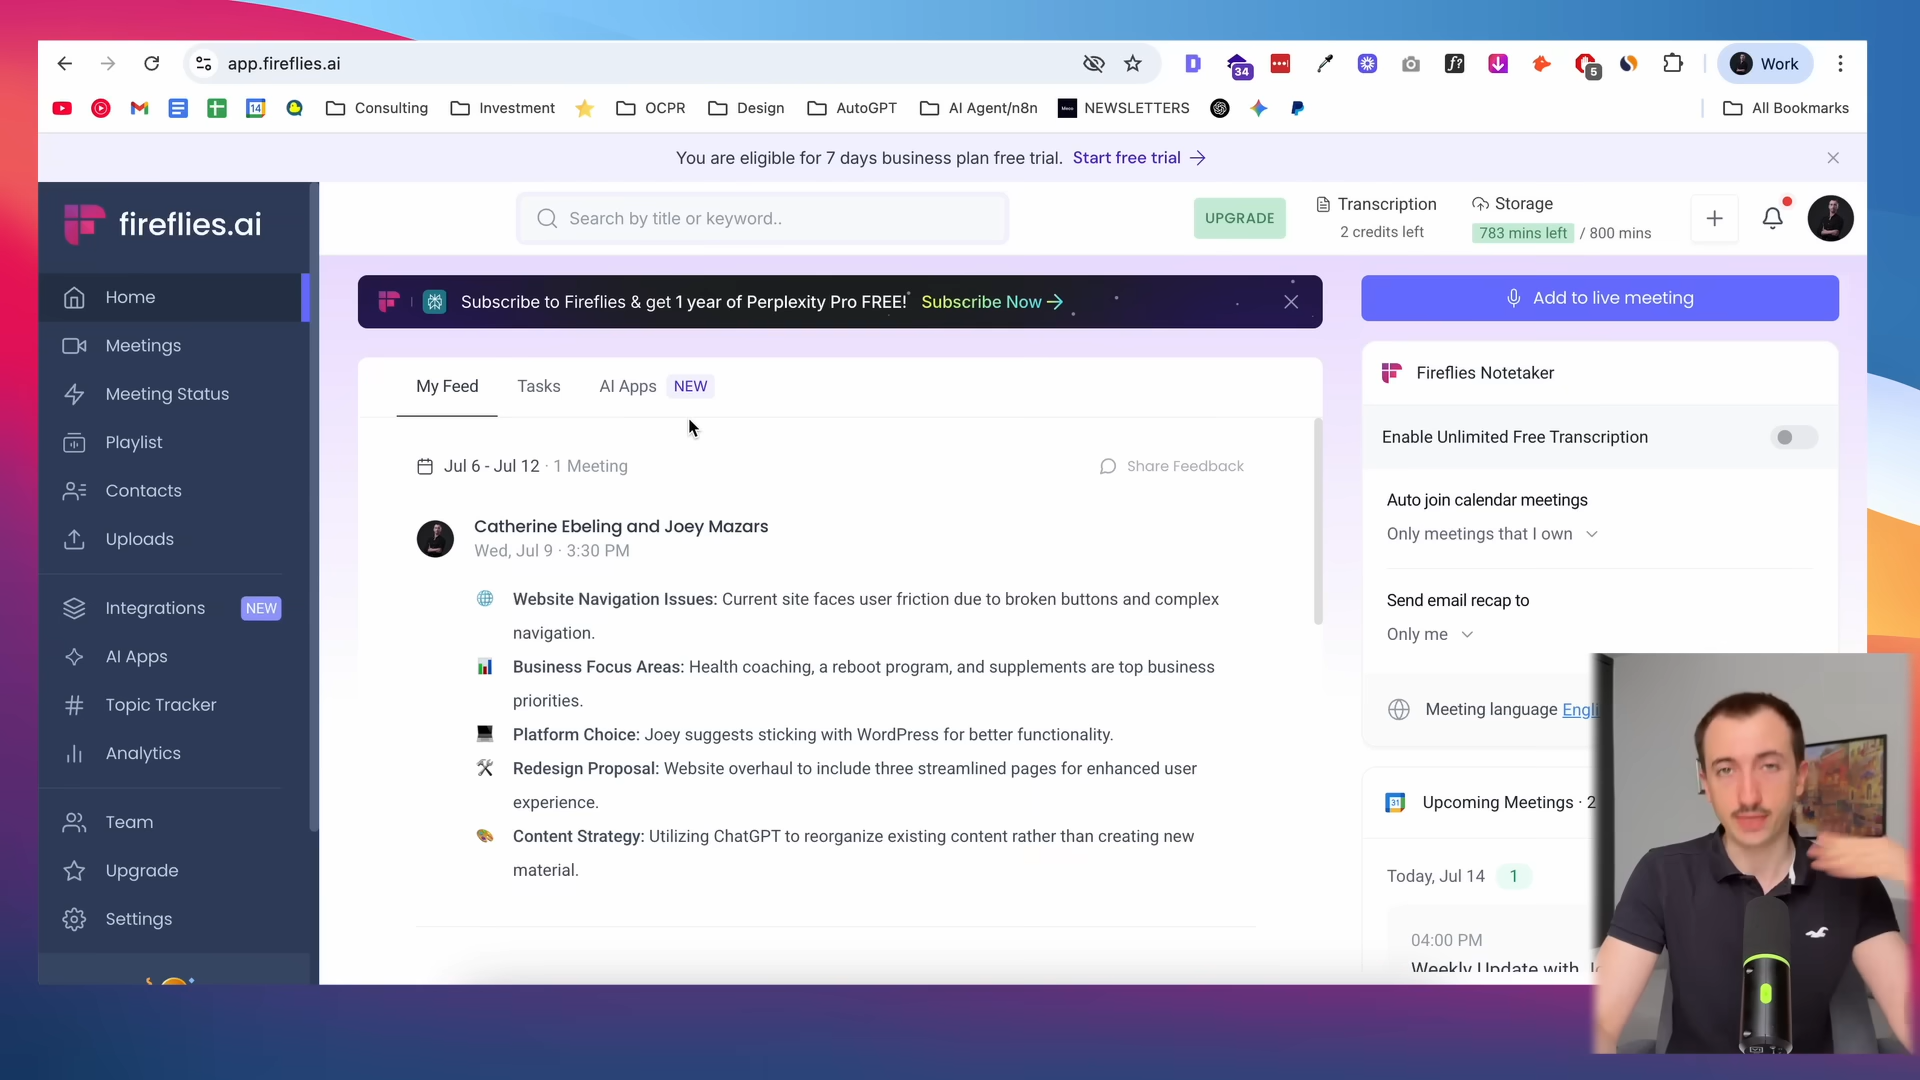 app.fireflies.ai
34
f?
5
Work
14
Consulting
Investment
OCPR
Design
AutoGPT
AI Agent/n8n
NEWSLETTERS
All Bookmarks
You are eligible for 7 days business plan free trial. Start free trial →
fireflies.ai
Search by title or keyword..
UPGRADE
Transcription
2 credits left
Storage
783 mins left / 800 mins
Home
Meetings
Meeting Status
Playlist
Contacts
Uploads
Integrations NEW
AI Apps
Topic Tracker
Analytics
Team
Upgrade
Settings
Subscribe to Fireflies & get 1 year of Perplexity Pro FREE! Subscribe Now →
My Feed
Tasks
AI Apps NEW
Jul 6 - Jul 12 · 1 Meeting
Share Feedback
Catherine Ebeling and Joey Mazars
Wed, Jul 9 · 3:30 PM
Website Navigation Issues: Current site faces user friction due to broken buttons and complex
navigation.
Business Focus Areas: Health coaching, a reboot program, and supplements are top business
priorities.
Platform Choice: Joey suggests sticking with WordPress for better functionality.
Redesign Proposal: Website overhaul to include three streamlined pages for enhanced user
experience.
Content Strategy: Utilizing ChatGPT to reorganize existing content rather than creating new
material.
Add to live meeting
Fireflies Notetaker
Enable Unlimited Free Transcription
Auto join calendar meetings
Only meetings that I own
Send email recap to
Only me
Meeting language Engli
31
Upcoming Meetings · 2
Today, Jul 14 1
04:00 PM
Weekly Update with